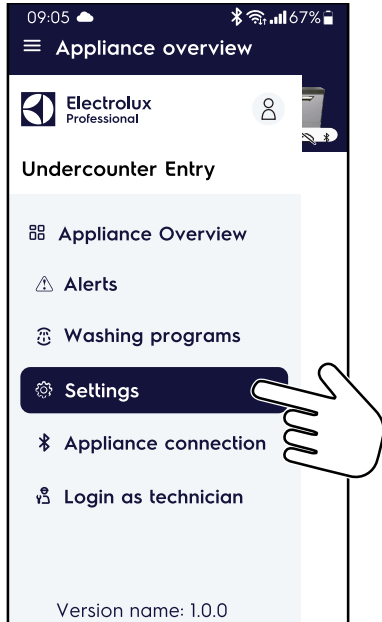 09:05 67%
Appliance overview
Electrolux
Professional
Undercounter Entry
Appliance Overview
Alerts
Washing programs
Settings
Appliance connection
Login as technician
Version name: 1.0.0